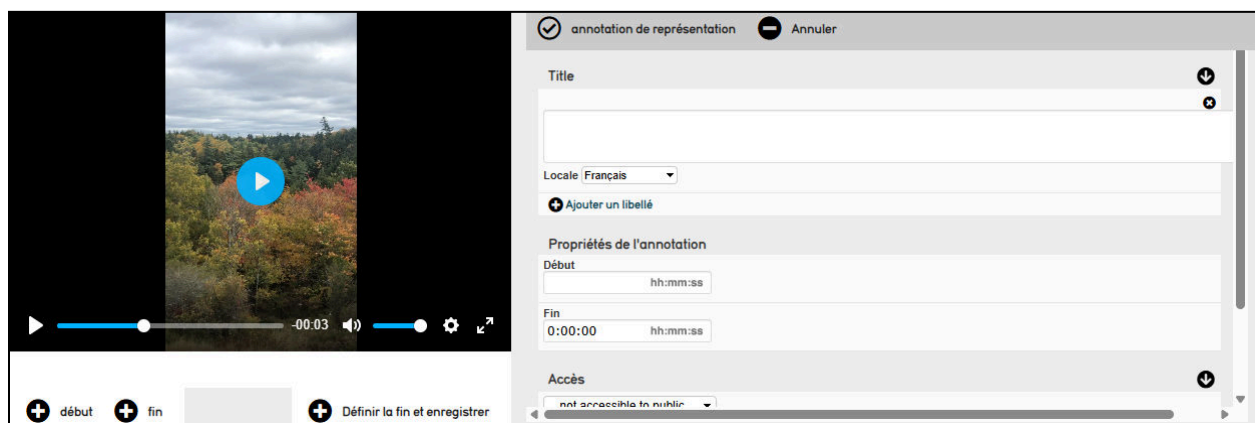 annotation de représentation Annuler
Title
Locale Français
Ajouter un libellé
Propriétés de l'annotation
Début
hh:mm:ss
Fin
0:00:00 hh:mm:ss
Accès
not accessible to public
-00:03
début fin Définir la fin et enregistrer